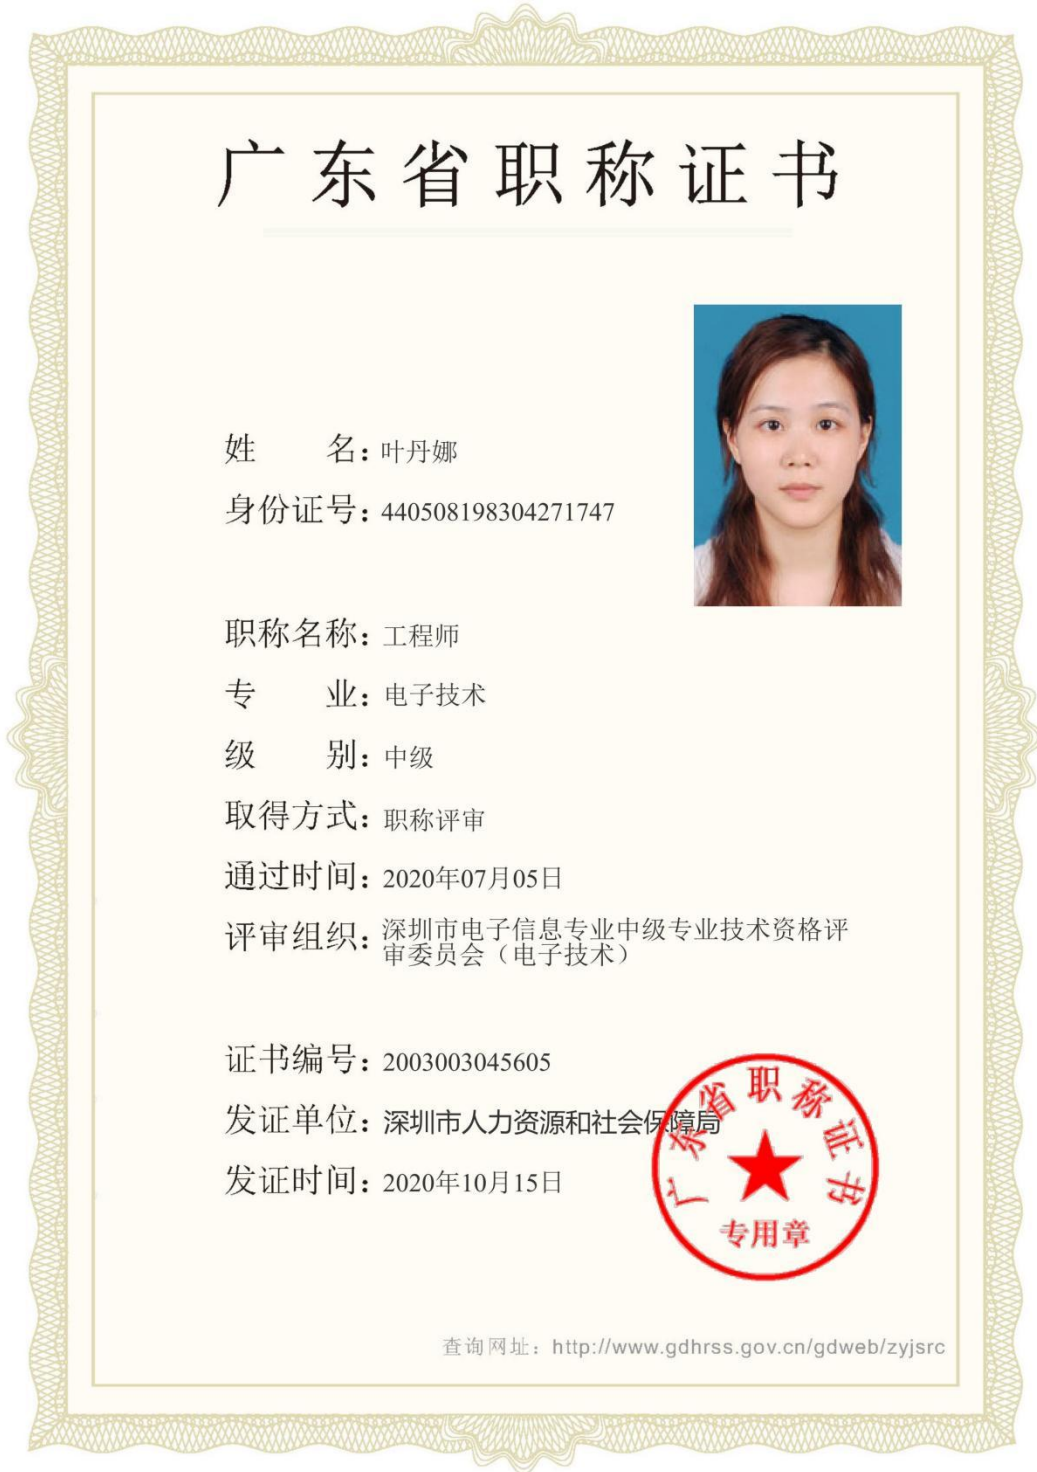 广东省职称证书
姓 名：叶丹娜
身份证号：440508198304271747
职称名称：工程师
专 业：电子技术
级 别：中级
取得方式：职称评审
通过时间：2020年07月05日
评审组织：深圳市电子信息专业中级专业技术资格评
审委员会（电子技术）
证书编号：2003003045605
发证单位：深圳市人力资源和社会保障局
发证时间：2020年10月15日
广东省职称证书
专用章
查询网址：http://www.gdhrss.gov.cn/gdweb/zyjsrc